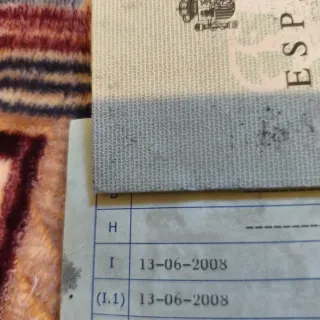 ESP
H ----------
I 13-06-2008
(I.1) 13-06-2008